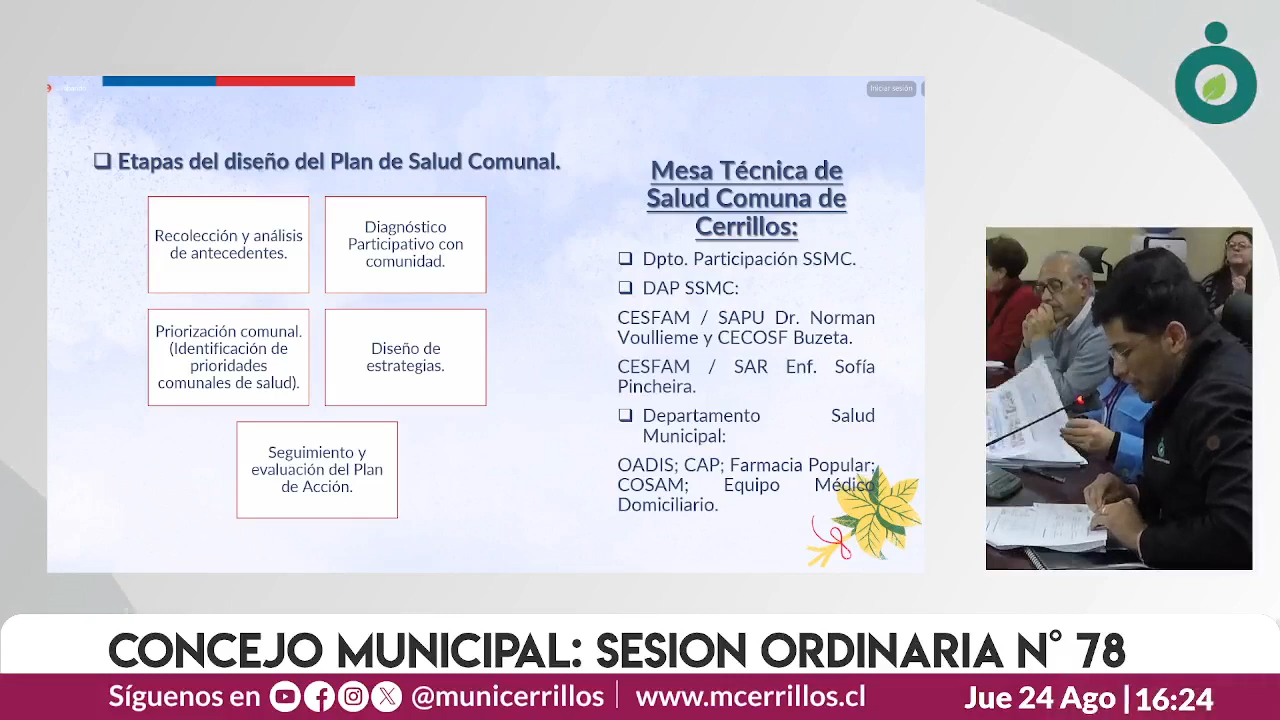 Iniciar sesión
❑ Etapas del diseño del Plan de Salud Comunal.
Recolección y análisis
de antecedentes.
Diagnóstico
Participativo con
comunidad.
Priorización comunal.
(Identificación de
prioridades
comunales de salud).
Diseño de
estrategias.
Seguimiento y
evaluación del Plan
de Acción.
Mesa Técnica de
Salud Comuna de
Cerrillos:
❑ Dpto. Participación SSMC.
❑ DAP SSMC:
CESFAM / SAPU Dr. Norman
Voullieme y CECOSF Buzeta.
CESFAM / SAR Enf. Sofía
Pincheira.
❑ Departamento Salud
Municipal:
OADIS; CAP; Farmacia Popular;
COSAM; Equipo Médico
Domiciliario.
CONCEJO MUNICIPAL: SESION ORDINARIA N° 78
Síguenos en @municerrillos | www.mcerrillos.cl
Jue 24 Ago | 16:24